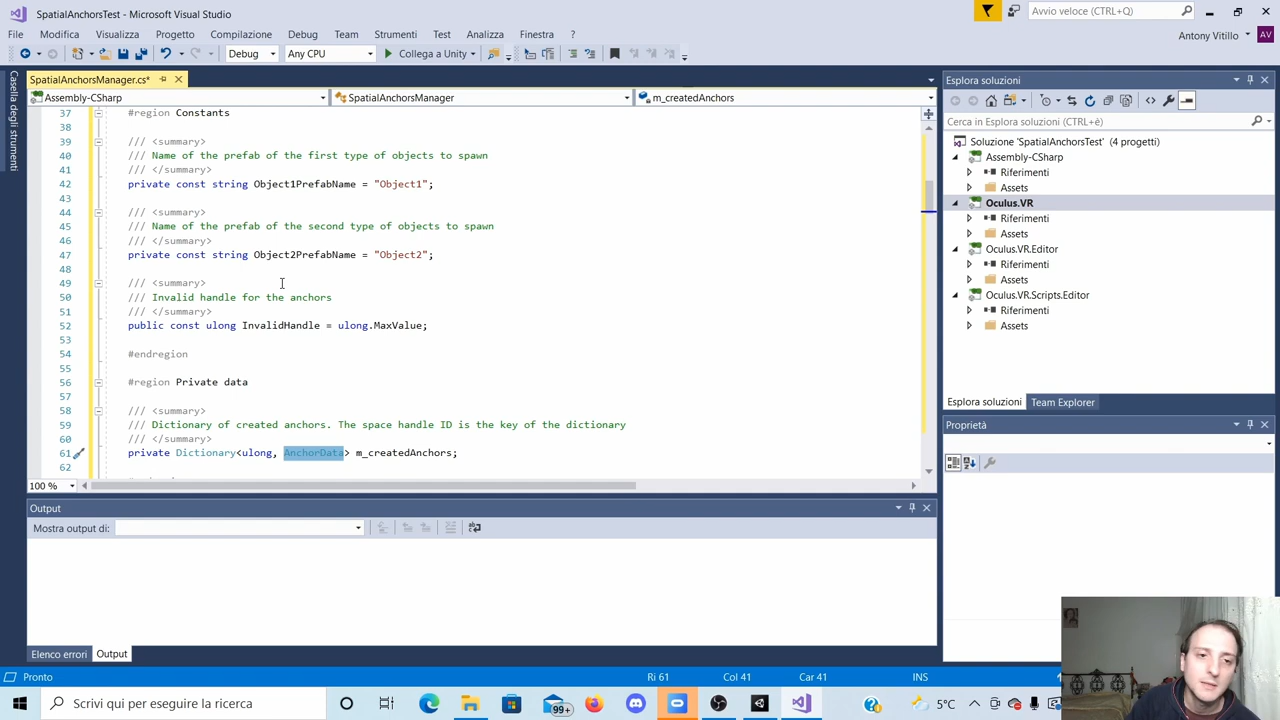 SpatialAnchorsTest - Microsoft Visual Studio
Avvio veloce (CTRL+Q)
File Modifica Visualizza Progetto Compilazione Debug Team Strumenti Test Analizza Finestra ?
Antony Vitillo AV
Debug Any CPU Collega a Unity
Casella degli strumenti
SpatialAnchorsManager.cs*
Assembly-CSharp SpatialAnchorsManager m_createdAnchors
37 #region Constants
38
39 /// <summary>
40 /// Name of the prefab of the first type of objects to spawn
41 /// </summary>
42 private const string Object1PrefabName = "Object1";
43
44 /// <summary>
45 /// Name of the prefab of the second type of objects to spawn
46 /// </summary>
47 private const string Object2PrefabName = "Object2";
48
49 /// <summary>
50 /// Invalid handle for the anchors
51 /// </summary>
52 public const ulong InvalidHandle = ulong.MaxValue;
53
54 #endregion
55
56 #region Private data
57
58 /// <summary>
59 /// Dictionary of created anchors. The space handle ID is the key of the dictionary
60 /// </summary>
61 private Dictionary<ulong, AnchorData> m_createdAnchors;
62
100 %
Output
Mostra output di:
Elenco errori Output
Esplora soluzioni
Cerca in Esplora soluzioni (CTRL+è)
Soluzione 'SpatialAnchorsTest' (4 progetti)
Assembly-CSharp
Riferimenti
Assets
Oculus.VR
Riferimenti
Assets
Oculus.VR.Editor
Riferimenti
Assets
Oculus.VR.Scripts.Editor
Riferimenti
Assets
Esplora soluzioni Team Explorer
Proprietà
Pronto Ri 61 Col 41 Car 41 INS
Scrivi qui per eseguire la ricerca
99+
5°C